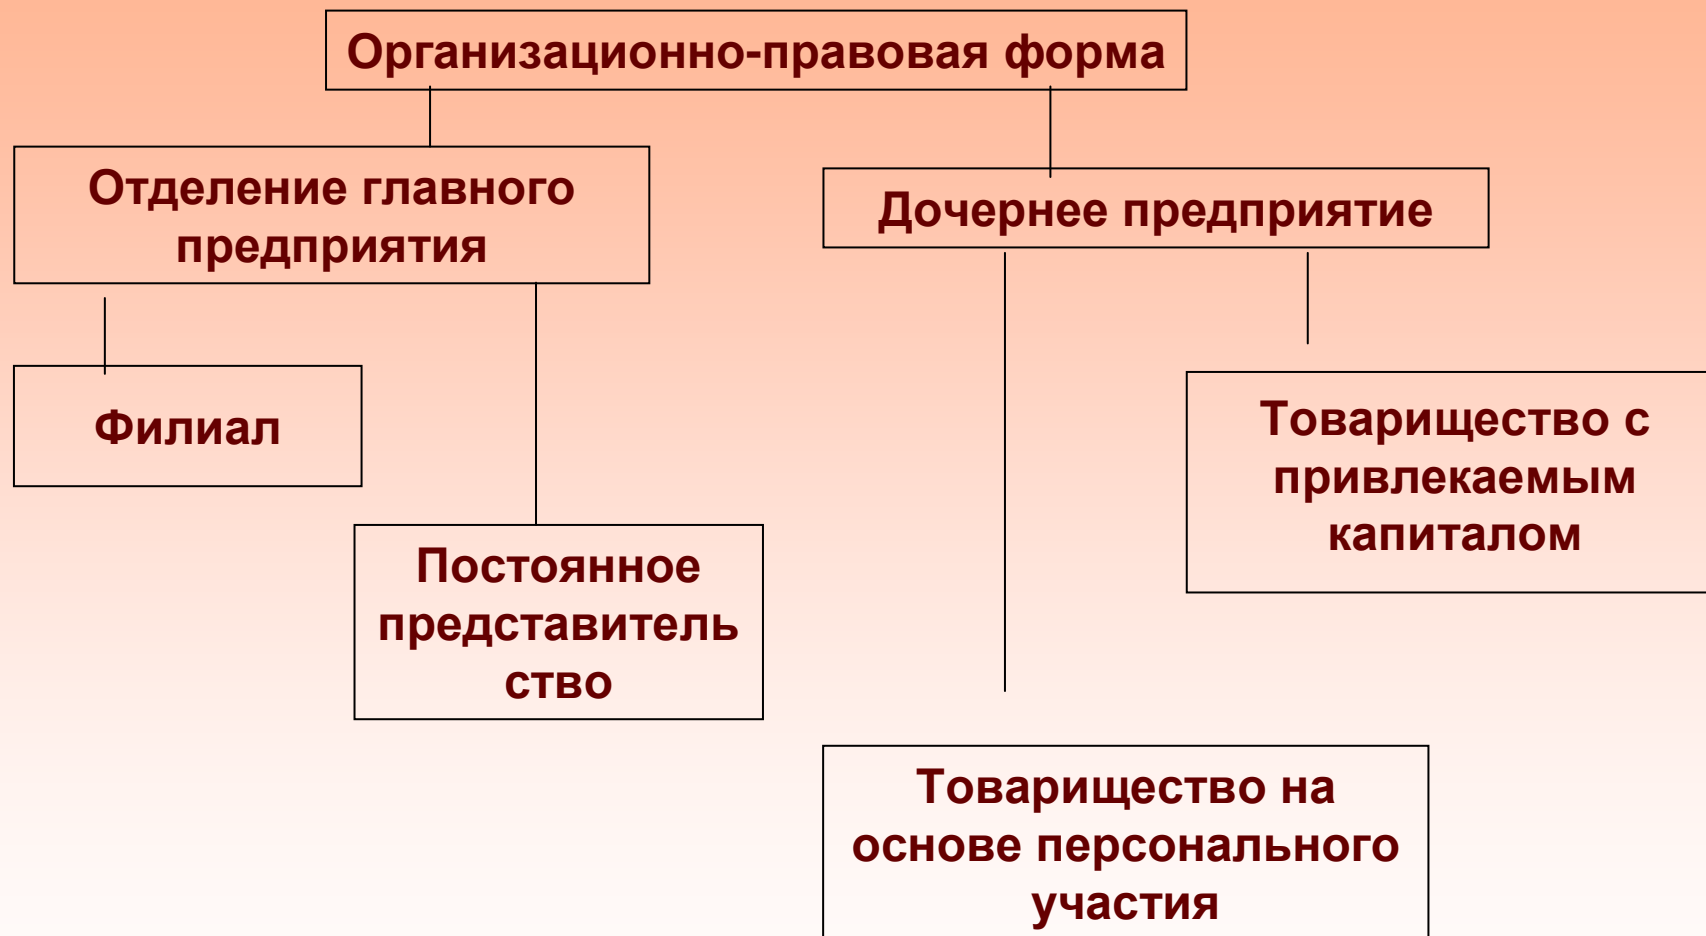 Организационно-правовая форма
Отделение главного
предприятия
Дочернее предприятие
Филиал
Товарищество с
привлекаемым
капиталом
Постоянное
представитель
ство
Товарищество на
основе персонального
участия